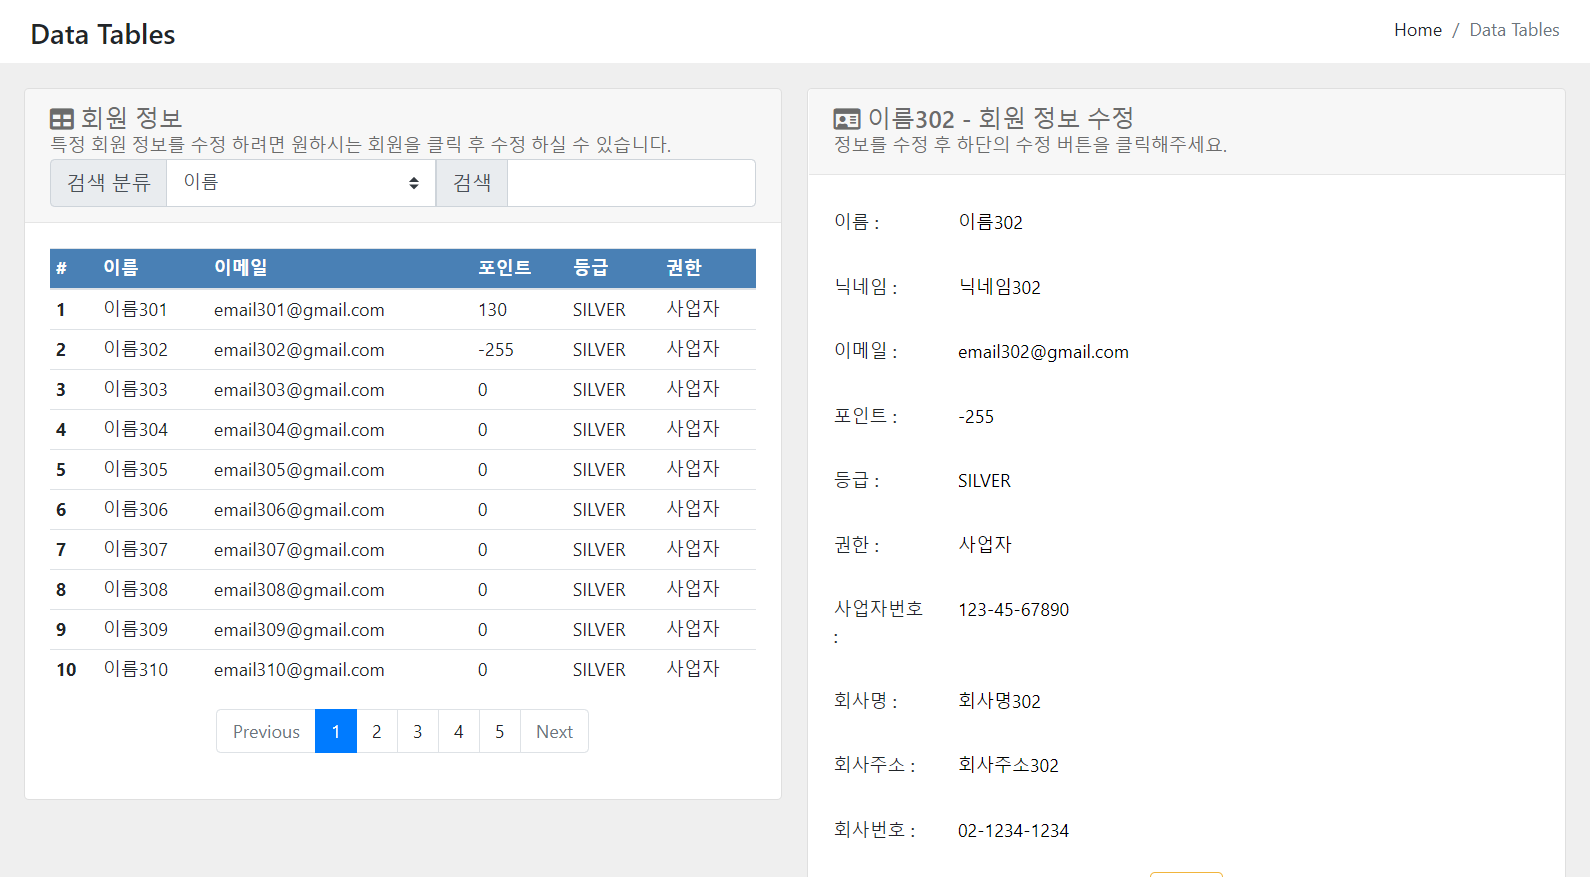 Data Tables
Home / Data Tables
회원 정보
특정 회원 정보를 수정 하려면 원하시는 회원을 클릭 후 수정 하실 수 있습니다.
검색 분류 이름 검색
# 이름 이메일 포인트 등급 권한
1 이름301 email301@gmail.com 130 SILVER 사업자
2 이름302 email302@gmail.com -255 SILVER 사업자
3 이름303 email303@gmail.com 0 SILVER 사업자
4 이름304 email304@gmail.com 0 SILVER 사업자
5 이름305 email305@gmail.com 0 SILVER 사업자
6 이름306 email306@gmail.com 0 SILVER 사업자
7 이름307 email307@gmail.com 0 SILVER 사업자
8 이름308 email308@gmail.com 0 SILVER 사업자
9 이름309 email309@gmail.com 0 SILVER 사업자
10 이름310 email310@gmail.com 0 SILVER 사업자
Previous 1 2 3 4 5 Next
이름302 - 회원 정보 수정
정보를 수정 후 하단의 수정 버튼을 클릭해주세요.
이름 : 이름302
닉네임 : 닉네임302
이메일 : email302@gmail.com
포인트 : -255
등급 : SILVER
권한 : 사업자
사업자번호 123-45-67890
:
회사명 : 회사명302
회사주소 : 회사주소302
회사번호 : 02-1234-1234